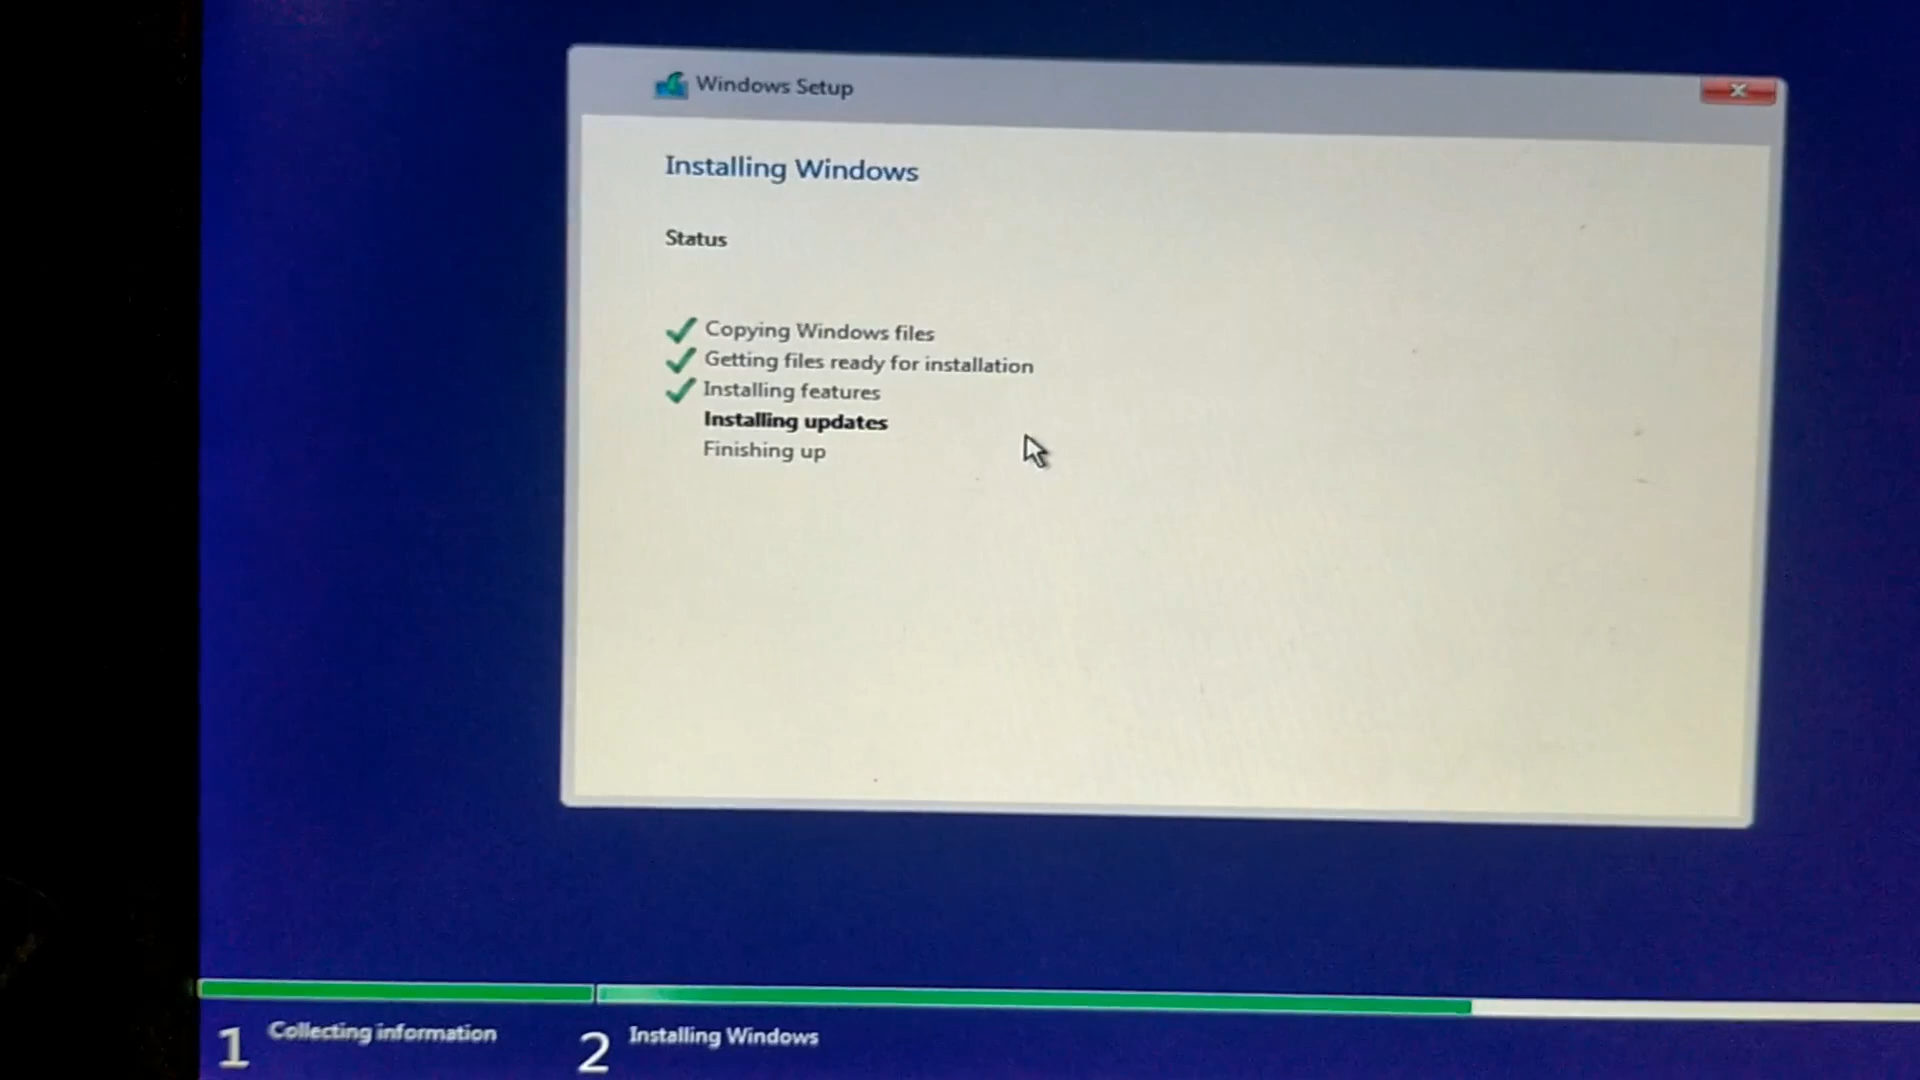 Windows Setup
Installing Windows
Status
Copying Windows files
Getting files ready for installation
Installing features
Installing updates
Finishing up
1 Collecting information
2 Installing Windows